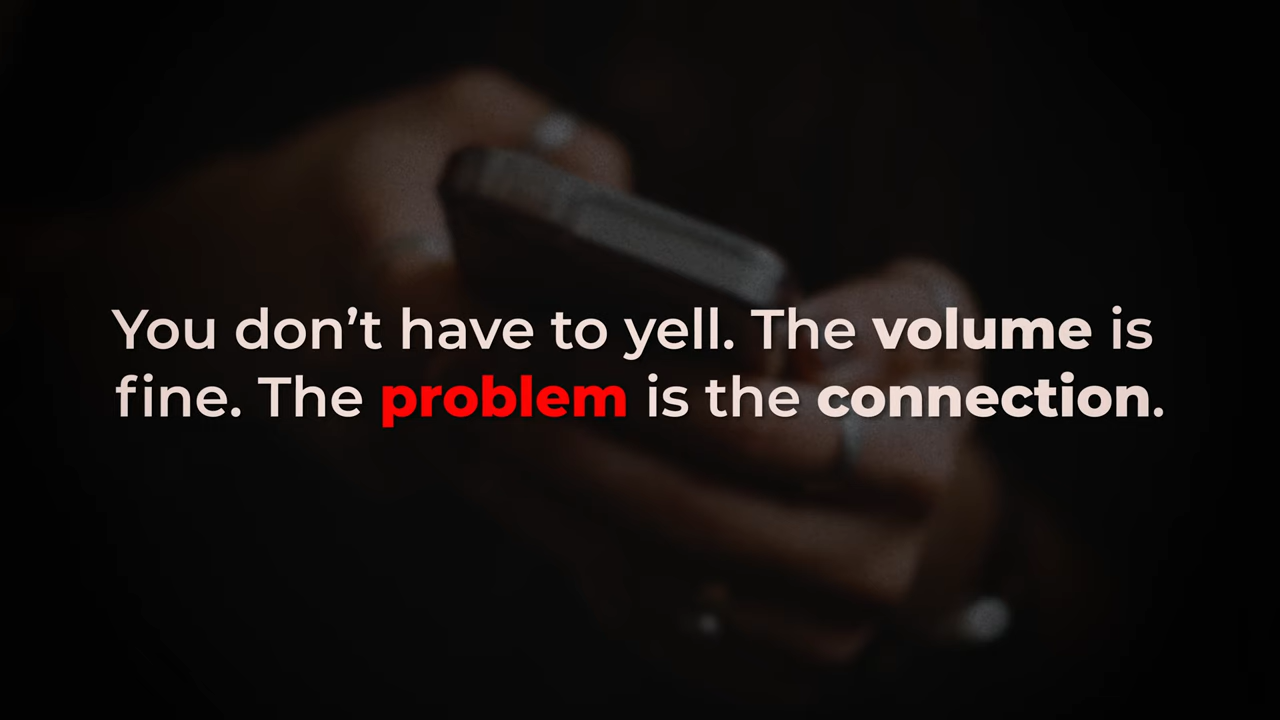 You don’t have to yell. The volume is
fine. The problem is the connection.